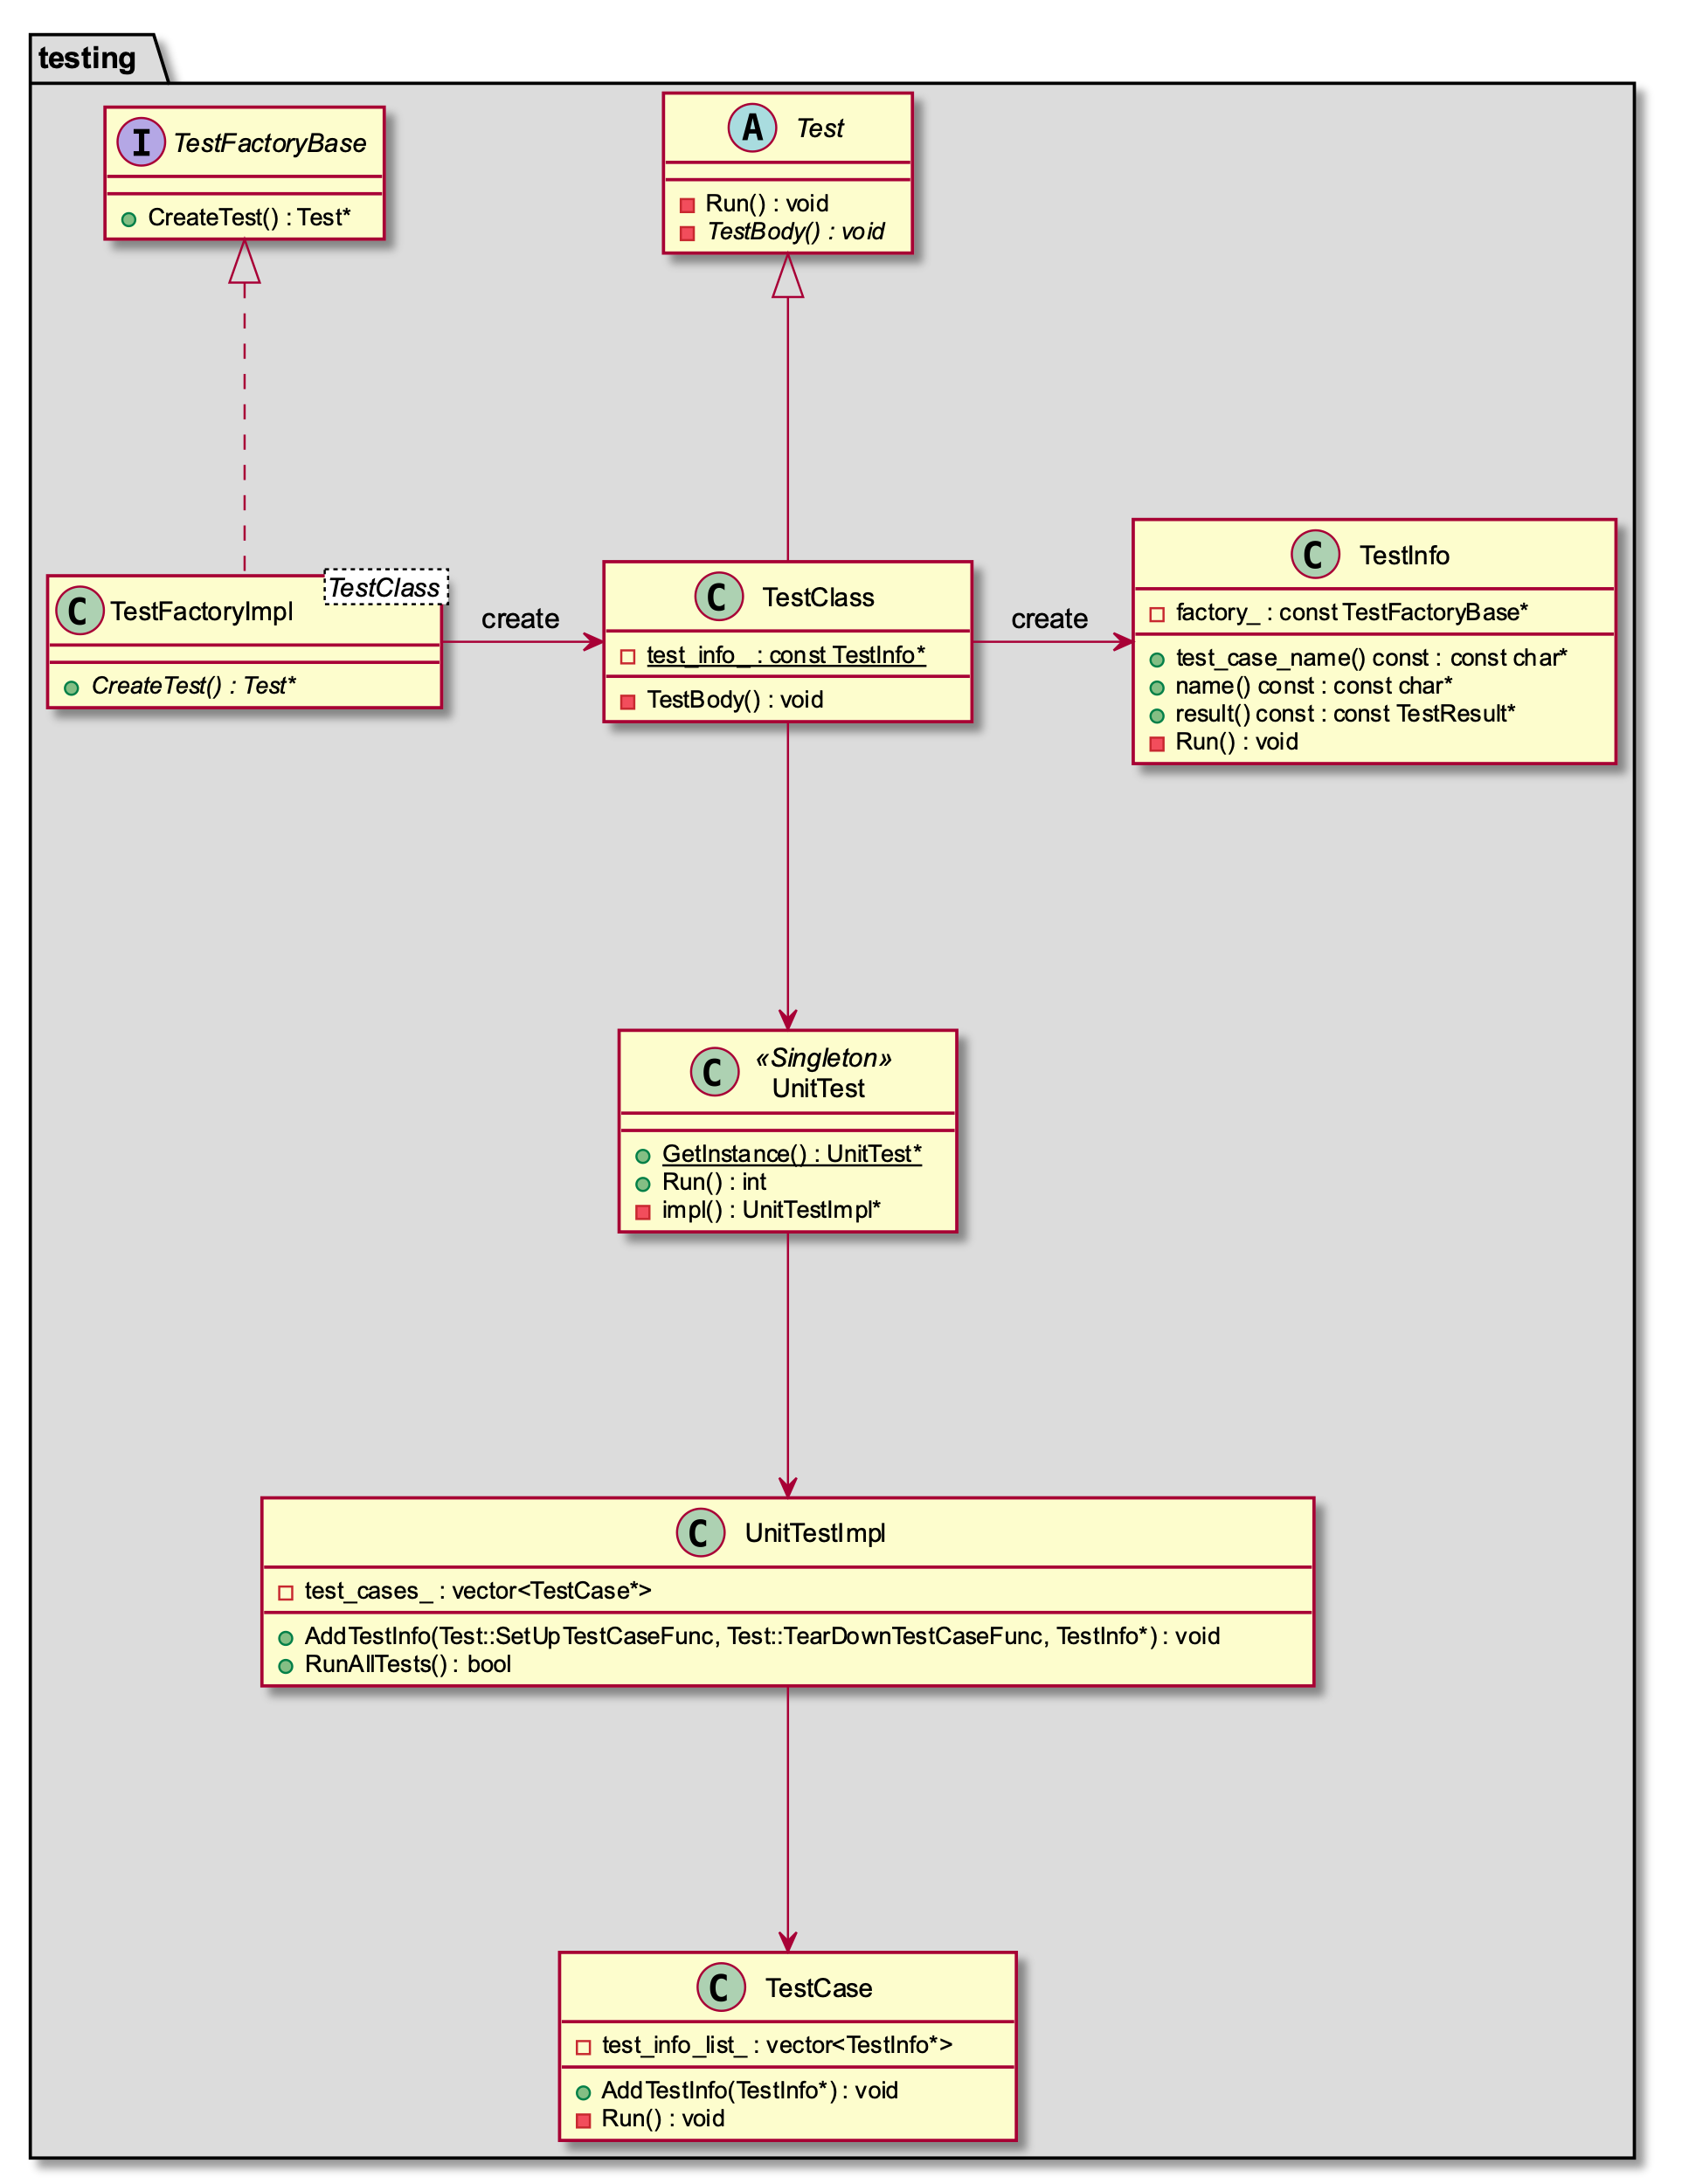 testing
I TestFactoryBase
CreateTest() : Test*
A Test
Run() : void
TestBody() : void
TestClass
C TestFactoryImpl
CreateTest() : Test*
create
C TestClass
test_info_ : const TestInfo*
TestBody() : void
create
C TestInfo
factory_ : const TestFactoryBase*
test_case_name() const : const char*
name() const : const char*
result() const : const TestResult*
Run() : void
«Singleton»
C UnitTest
GetInstance() : UnitTest*
Run() : int
impl() : UnitTestImpl*
C UnitTestImpl
test_cases_ : vector<TestCase*>
AddTestInfo(Test::SetUpTestCaseFunc, Test::TearDownTestCaseFunc, TestInfo*) : void
RunAllTests() : bool
C TestCase
test_info_list_ : vector<TestInfo*>
AddTestInfo(TestInfo*) : void
Run() : void